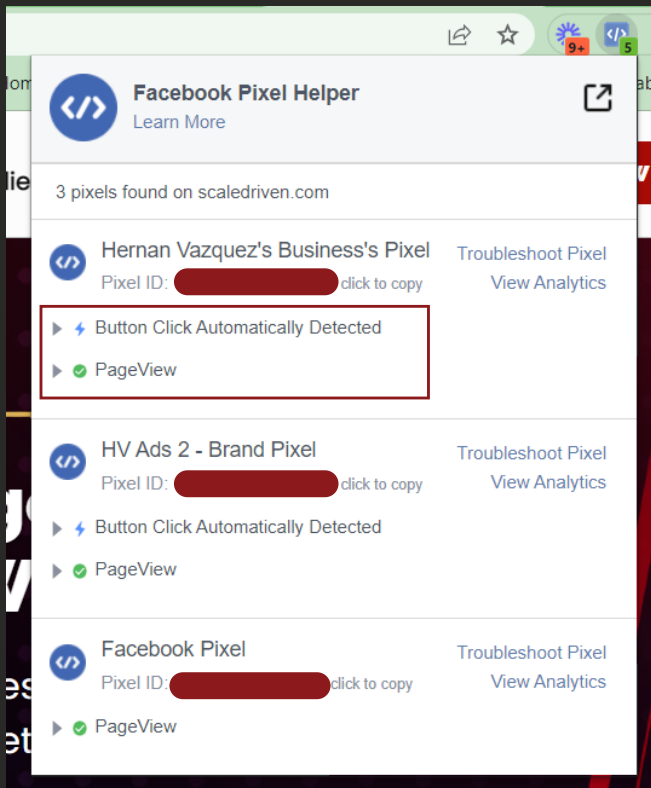 9+
5
Facebook Pixel Helper
Learn More
3 pixels found on scaledriven.com
Hernan Vazquez's Business's Pixel
Troubleshoot Pixel
Pixel ID:
click to copy
View Analytics
Button Click Automatically Detected
PageView
HV Ads 2 - Brand Pixel
Troubleshoot Pixel
Pixel ID:
click to copy
View Analytics
Button Click Automatically Detected
PageView
Facebook Pixel
Troubleshoot Pixel
Pixel ID:
click to copy
View Analytics
PageView